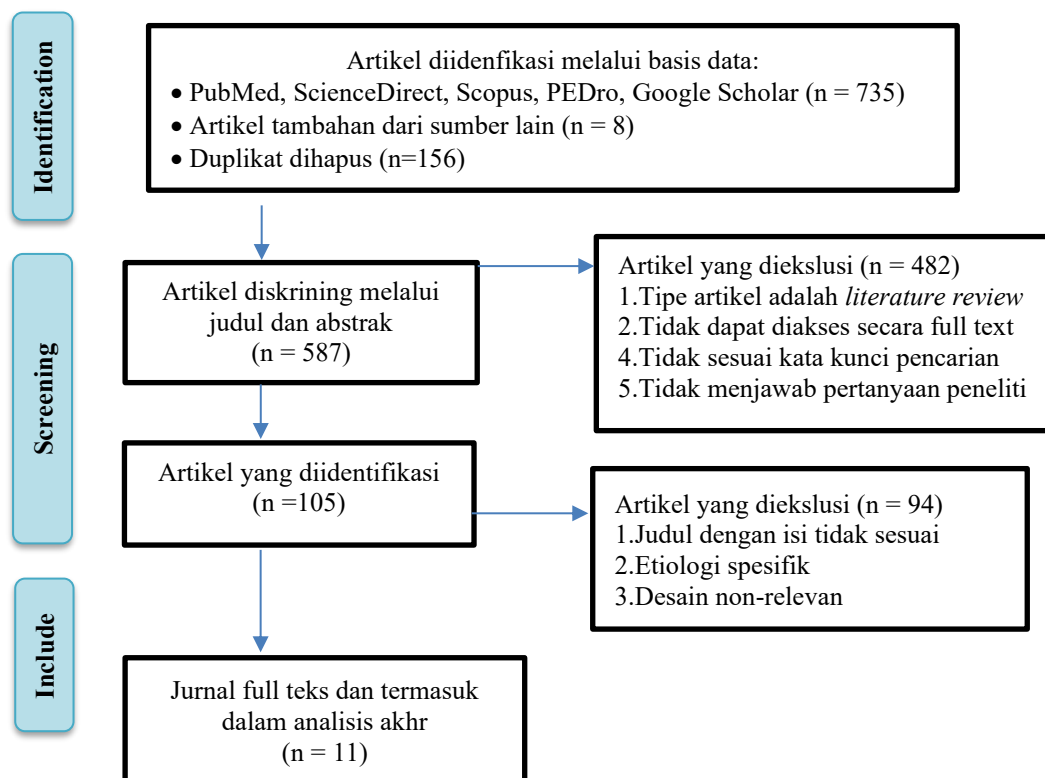 Identification
Artikel diidenfikasi melalui basis data:
• PubMed, ScienceDirect, Scopus, PEDro, Google Scholar (n = 735)
• Artikel tambahan dari sumber lain (n = 8)
• Duplikat dihapus (n=156)
Screening
Artikel diskrining melalui
judul dan abstrak
(n = 587)
Artikel yang diekslusi (n = 482)
1.Tipe artikel adalah literature review
2.Tidak dapat diakses secara full text
4.Tidak sesuai kata kunci pencarian
5.Tidak menjawab pertanyaan peneliti
Artikel yang diidentifikasi
(n =105)
Artikel yang diekslusi (n = 94)
1.Judul dengan isi tidak sesuai
2.Etiologi spesifik
3.Desain non-relevan
Include
Jurnal full teks dan termasuk
dalam analisis akhr
(n = 11)